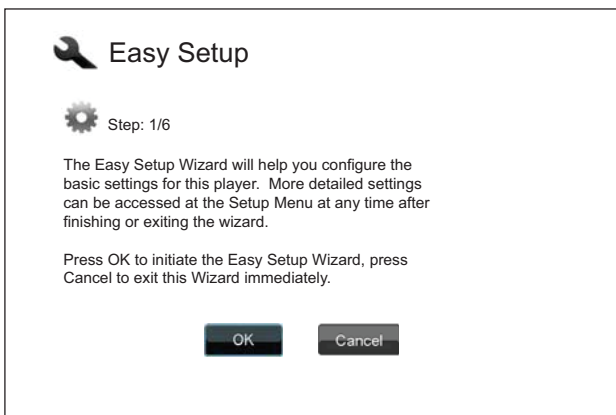 Easy Setup
Step: 1/6
The Easy Setup Wizard will help you configure the
basic settings for this player.  More detailed settings
can be accessed at the Setup Menu at any time after
finishing or exiting the wizard.
Press OK to initiate the Easy Setup Wizard, press
Cancel to exit this Wizard immediately.
OK
Cancel